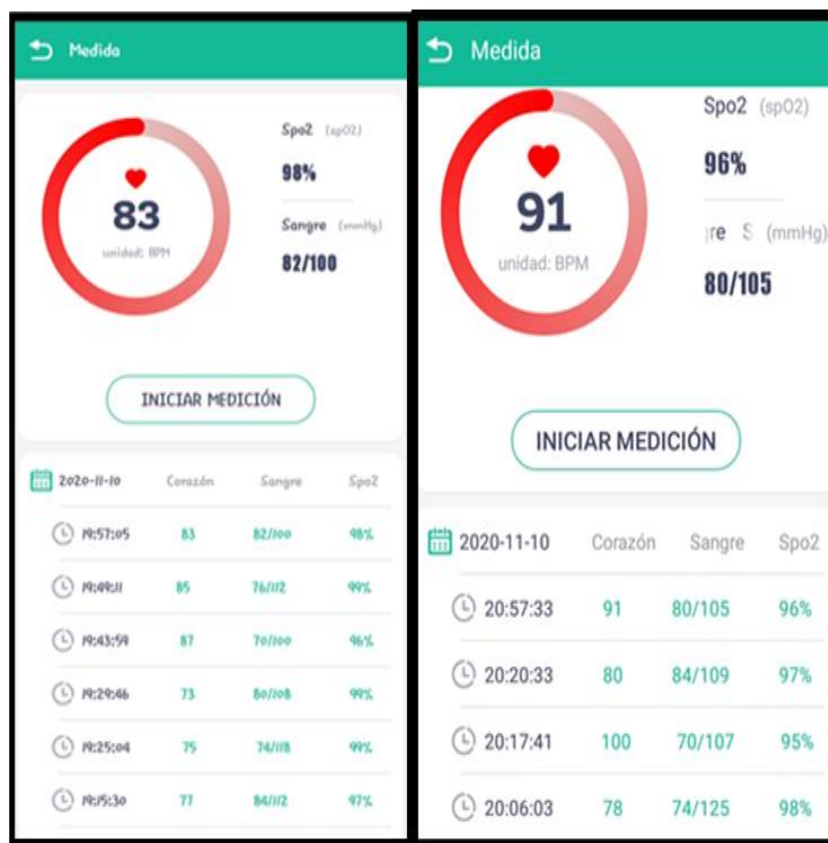 Medida
83
unidad: BPM
Spo2 (spO2)
98%
Sangre (mmHg)
82/100
INICIAR MEDICIÓN
2020-11-10 Corazón Sangre Spo2
19:57:05 83 82/100 98%
19:49:11 85 76/112 99%
19:43:59 87 70/100 96%
19:29:46 73 80/108 99%
19:25:04 75 74/118 99%
19:15:30 77 84/112 97%
Medida
91
unidad: BPM
Spo2 (spO2)
96%
gre S (mmHg)
80/105
INICIAR MEDICIÓN
2020-11-10 Corazón Sangre Spo2
20:57:33 91 80/105 96%
20:20:33 80 84/109 97%
20:17:41 100 70/107 95%
20:06:03 78 74/125 98%